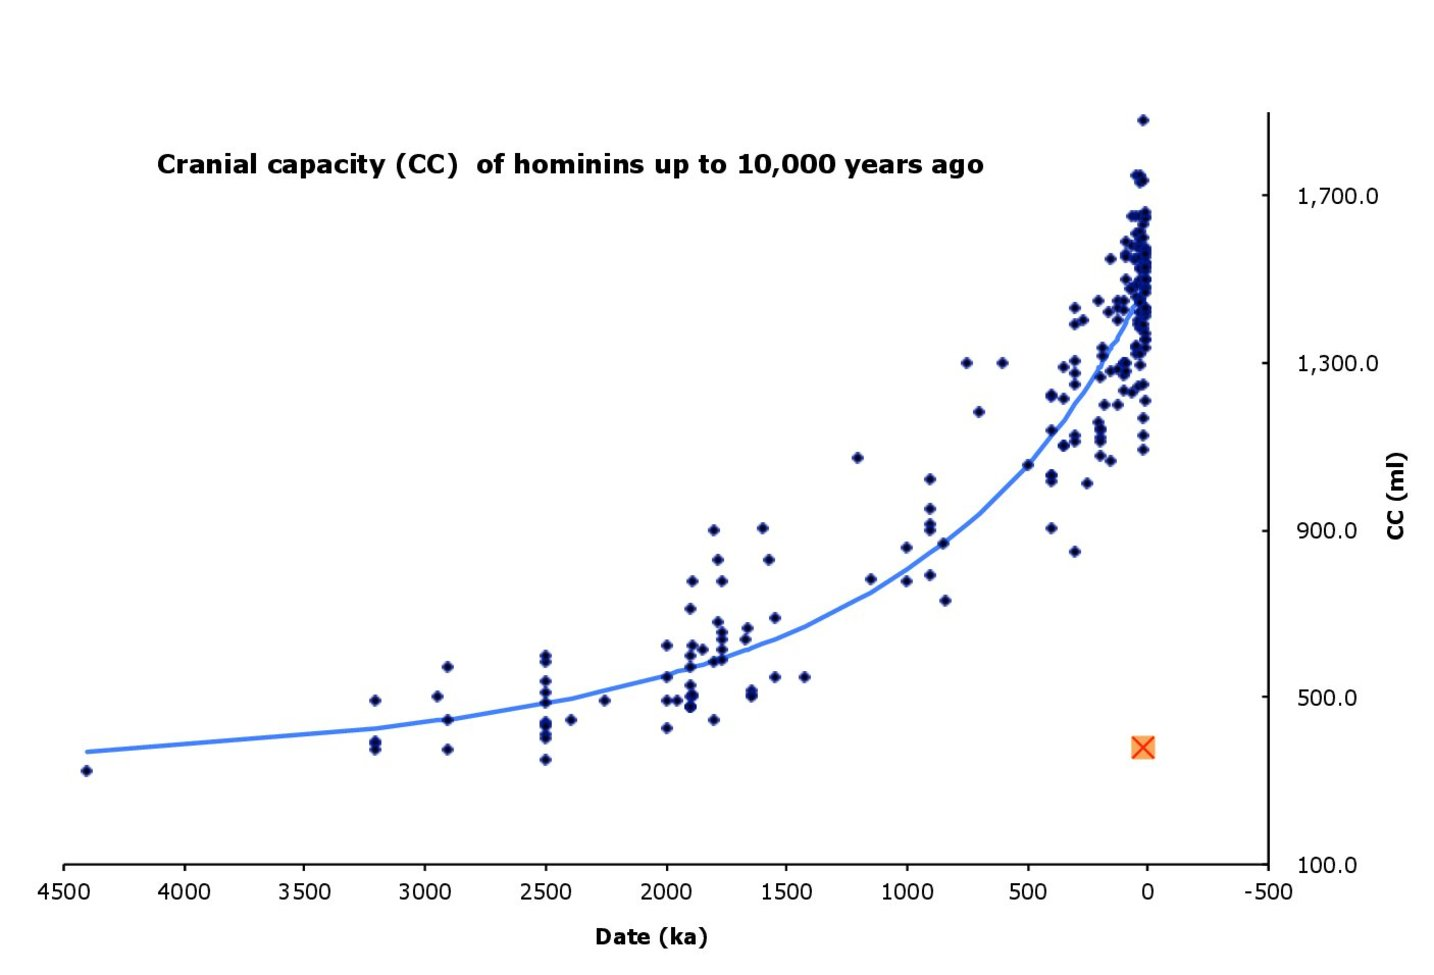 Cranial capacity (CC)  of hominins up to 10,000 years ago
1,700.0
1,300.0
900.0
500.0
100.0
CC (ml)
4500 4000 3500 3000 2500 2000 1500 1000 500 0 -500
Date (ka)